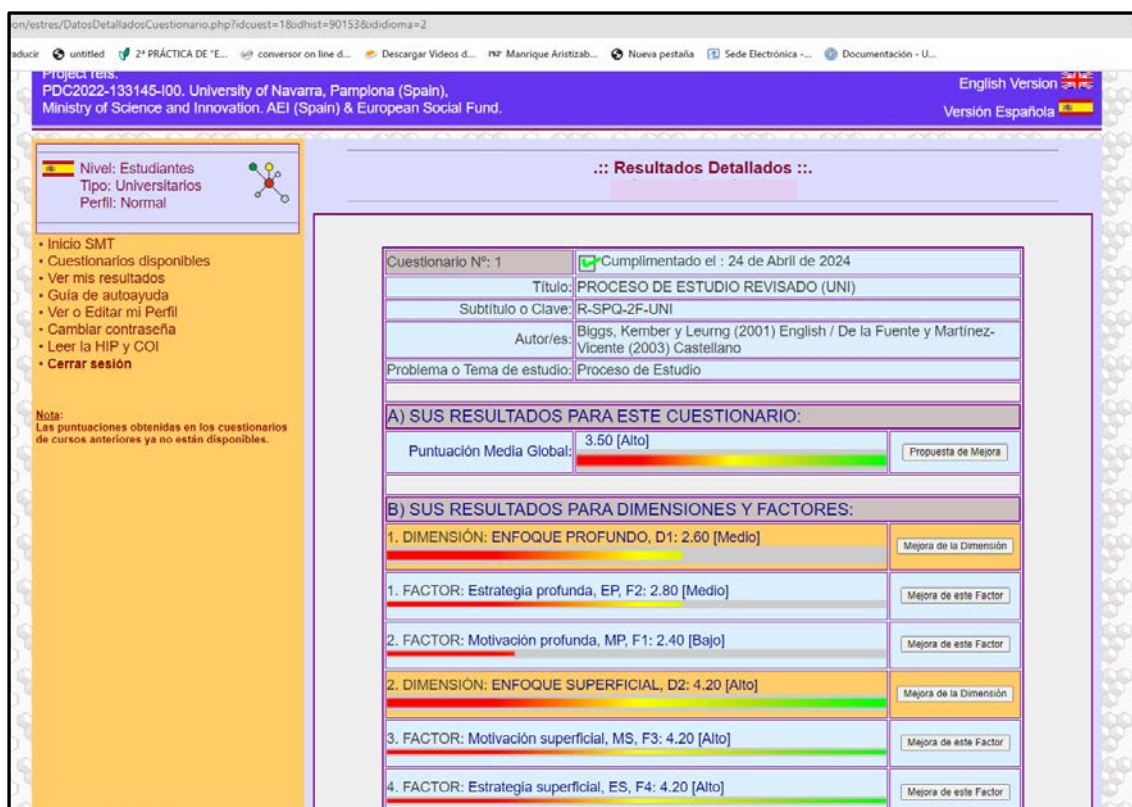 on/estres/DatosDetalladosCuestionario.php?idcuest=1&idhist=90153&ididioma=2
aducir untitled 2ª PRÁCTICA DE "E... conversor on line d... Descargar Videos d... Manrique Aristizab... Nueva pestaña Sede Electrónica -... Documentación - U...
Project refs.
PDC2022-133145-I00. University of Navarra, Pamplona (Spain),
Ministry of Science and Innovation. AEI (Spain) & European Social Fund.
English Version
Versión Española
Nivel: Estudiantes
Tipo: Universitarios
Perfil: Normal
• Inicio SMT
• Cuestionarios disponibles
• Ver mis resultados
• Guía de autoayuda
• Ver o Editar mi Perfil
• Cambiar contraseña
• Leer la HIP y COI
• Cerrar sesión
Nota:
Las puntuaciones obtenidas en los cuestionarios
de cursos anteriores ya no están disponibles.
.:: Resultados Detallados ::.
Cuestionario Nº: 1 Cumplimentado el : 24 de Abril de 2024
Título: PROCESO DE ESTUDIO REVISADO (UNI)
Subtítulo o Clave: R-SPQ-2F-UNI
Autor/es: Biggs, Kember y Leurng (2001) English / De la Fuente y Martínez-
Vicente (2003) Castellano
Problema o Tema de estudio: Proceso de Estudio
A) SUS RESULTADOS PARA ESTE CUESTIONARIO:
Puntuación Media Global: 3.50 [Alto] Propuesta de Mejora
B) SUS RESULTADOS PARA DIMENSIONES Y FACTORES:
1. DIMENSIÓN: ENFOQUE PROFUNDO, D1: 2.60 [Medio] Mejora de la Dimensión
1. FACTOR: Estrategia profunda, EP, F2: 2.80 [Medio] Mejora de este Factor
2. FACTOR: Motivación profunda, MP, F1: 2.40 [Bajo] Mejora de este Factor
2. DIMENSIÓN: ENFOQUE SUPERFICIAL, D2: 4.20 [Alto] Mejora de la Dimensión
3. FACTOR: Motivación superficial, MS, F3: 4.20 [Alto] Mejora de este Factor
4. FACTOR: Estrategia superficial, ES, F4: 4.20 [Alto] Mejora de este Factor